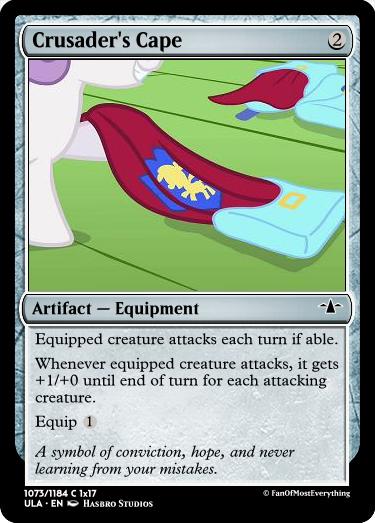 Crusader's Cape 2
Artifact — Equipment
Equipped creature attacks each turn if able.
Whenever equipped creature attacks, it gets
+1/+0 until end of turn for each attacking
creature.
Equip 1
A symbol of conviction, hope, and never
learning from your mistakes.
1073/1184 C 1x17
ULA · EN Hasbro Studios
© FanOfMostEverything